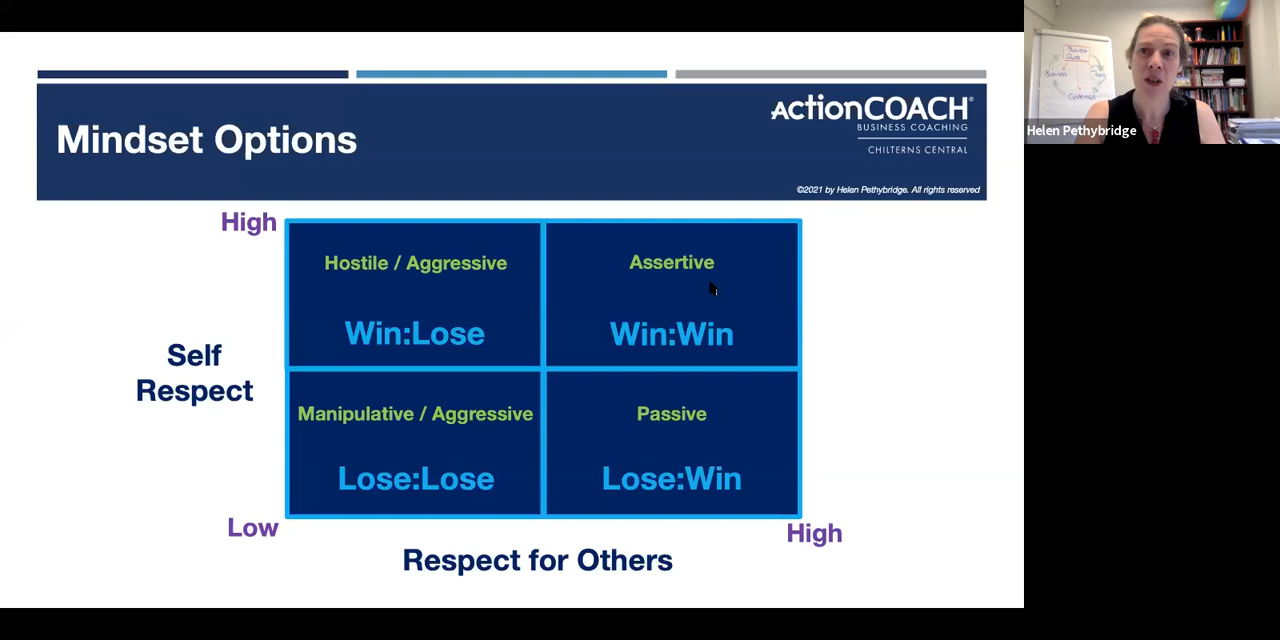 Mindset Options
ActionCOACH®
BUSINESS COACHING
CHILTERNS CENTRAL
©2021 by Helen Pethybridge. All rights reserved
High
Hostile / Aggressive
Assertive
Win:Lose
Win:Win
Self
Respect
Manipulative / Aggressive
Passive
Lose:Lose
Lose:Win
Low
High
Respect for Others
Helen Pethybridge